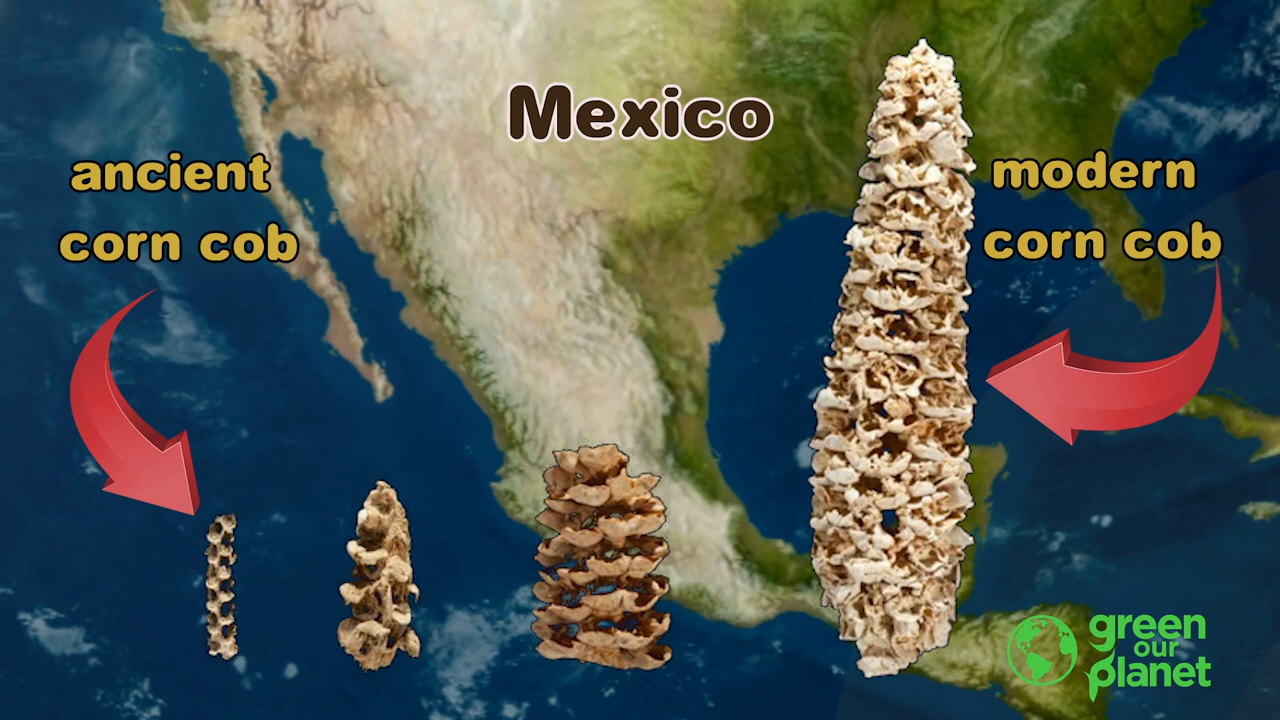 Mexico
ancient
corn cob
modern
corn cob
green
our
planet